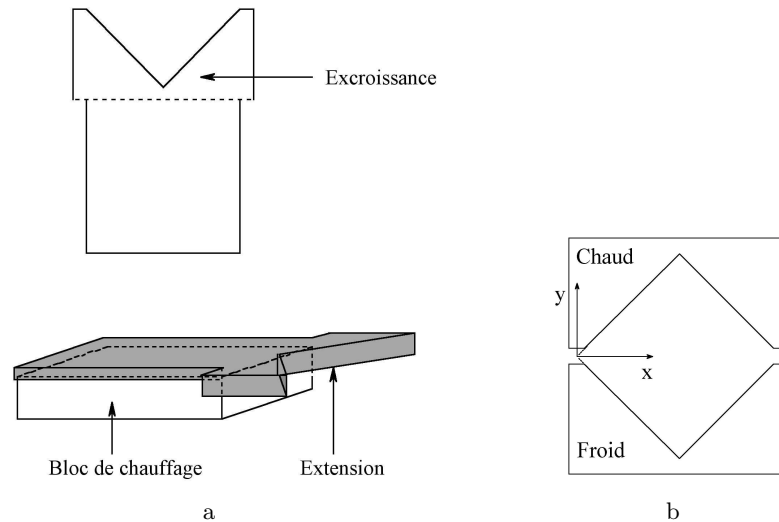 Excroissance
Chaud
y
x
Froid
Bloc de chauffage
Extension
a
b